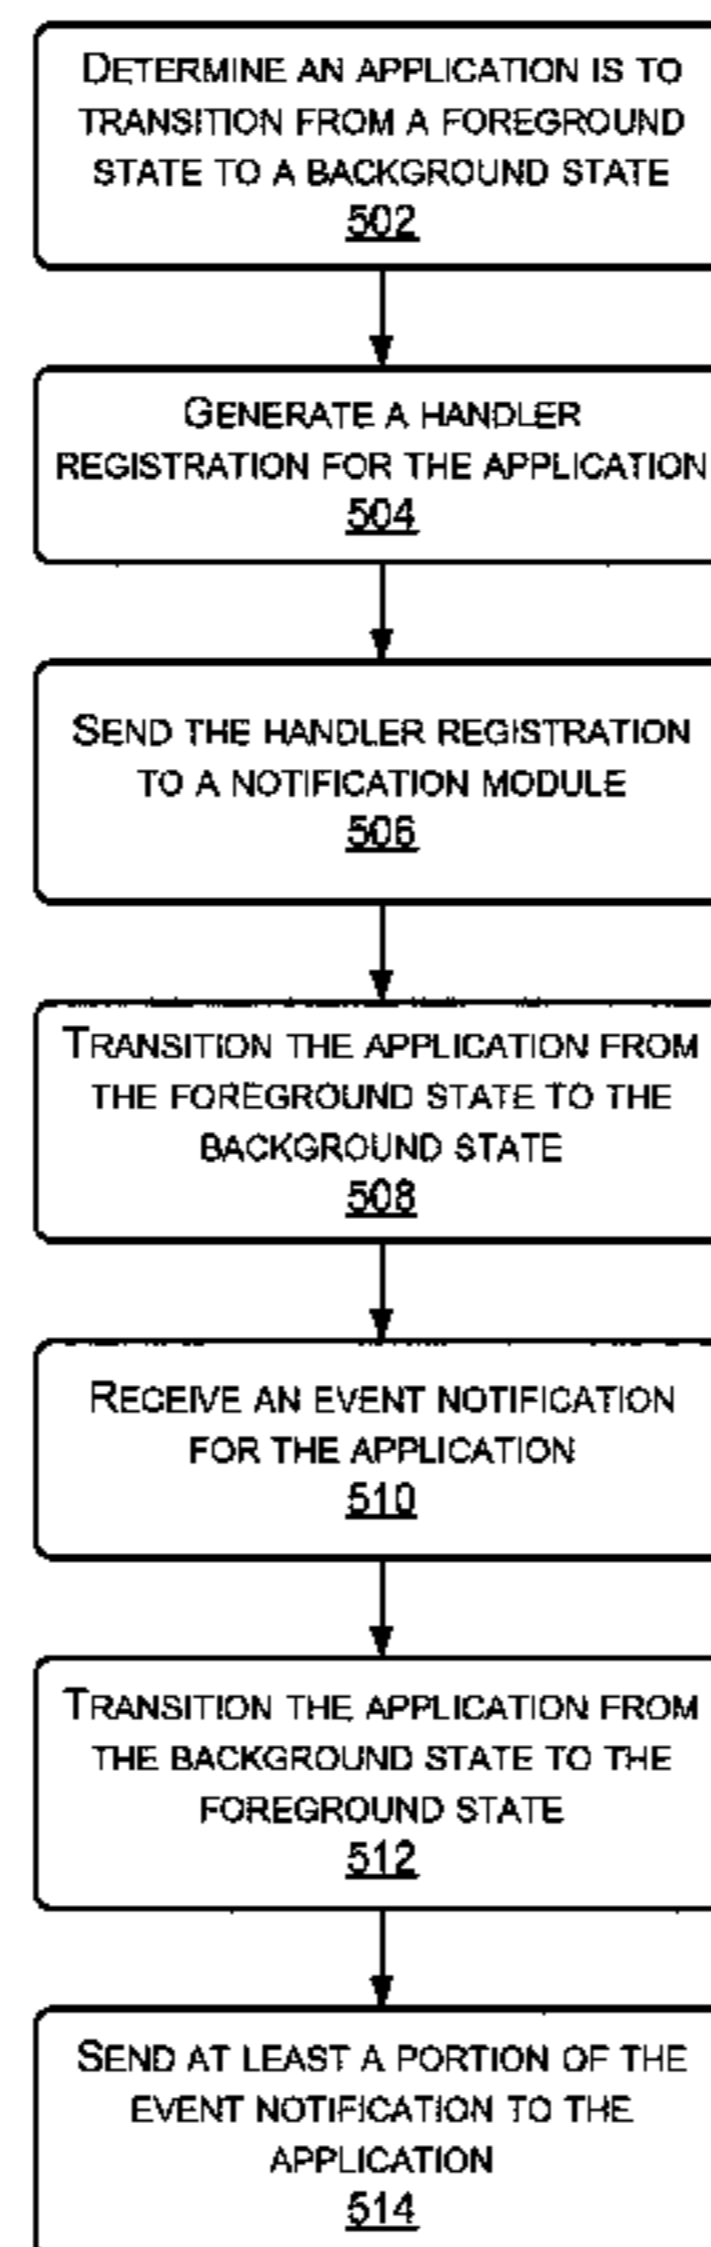 DETERMINE AN APPLICATION IS TO
TRANSITION FROM A FOREGROUND
STATE TO A BACKGROUND STATE
502
GENERATE A HANDLER
REGISTRATION FOR THE APPLICATION
504
SEND THE HANDLER REGISTRATION
TO A NOTIFICATION MODULE
506
TRANSITION THE APPLICATION FROM
THE FOREGROUND STATE TO THE
BACKGROUND STATE
508
RECEIVE AN EVENT NOTIFICATION
FOR THE APPLICATION
510
TRANSITION THE APPLICATION FROM
THE BACKGROUND STATE TO THE
FOREGROUND STATE
512
SEND AT LEAST A PORTION OF THE
EVENT NOTIFICATION TO THE
APPLICATION
514